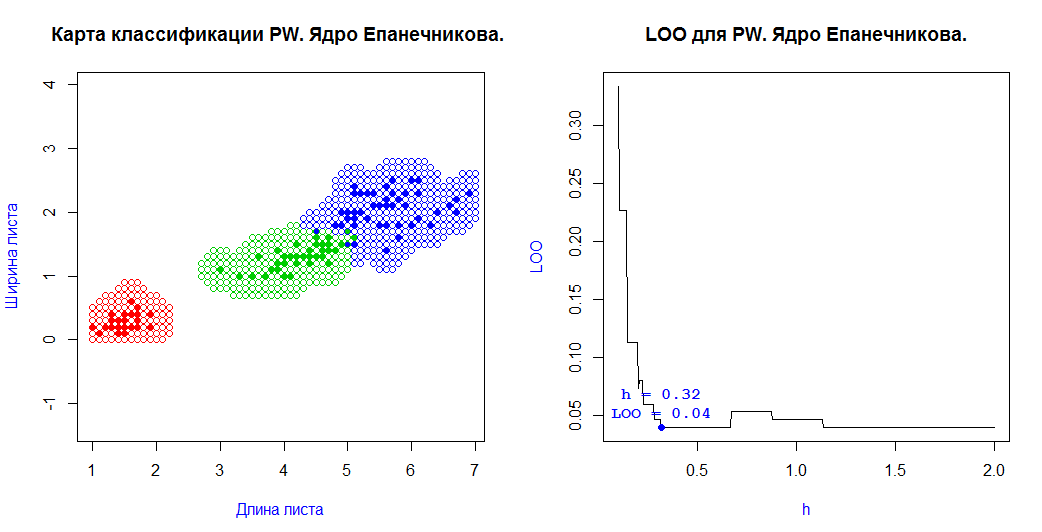 Карта классификации PW. Ядро Епанечникова.
4
3
2
1
0
-1
Ширина листа
1 2 3 4 5 6 7
Длина листа
LOO для PW. Ядро Епанечникова.
0.30
0.25
0.20
0.15
0.10
0.05
LOO
h = 0.32
LOO = 0.04
0.5 1.0 1.5 2.0
h